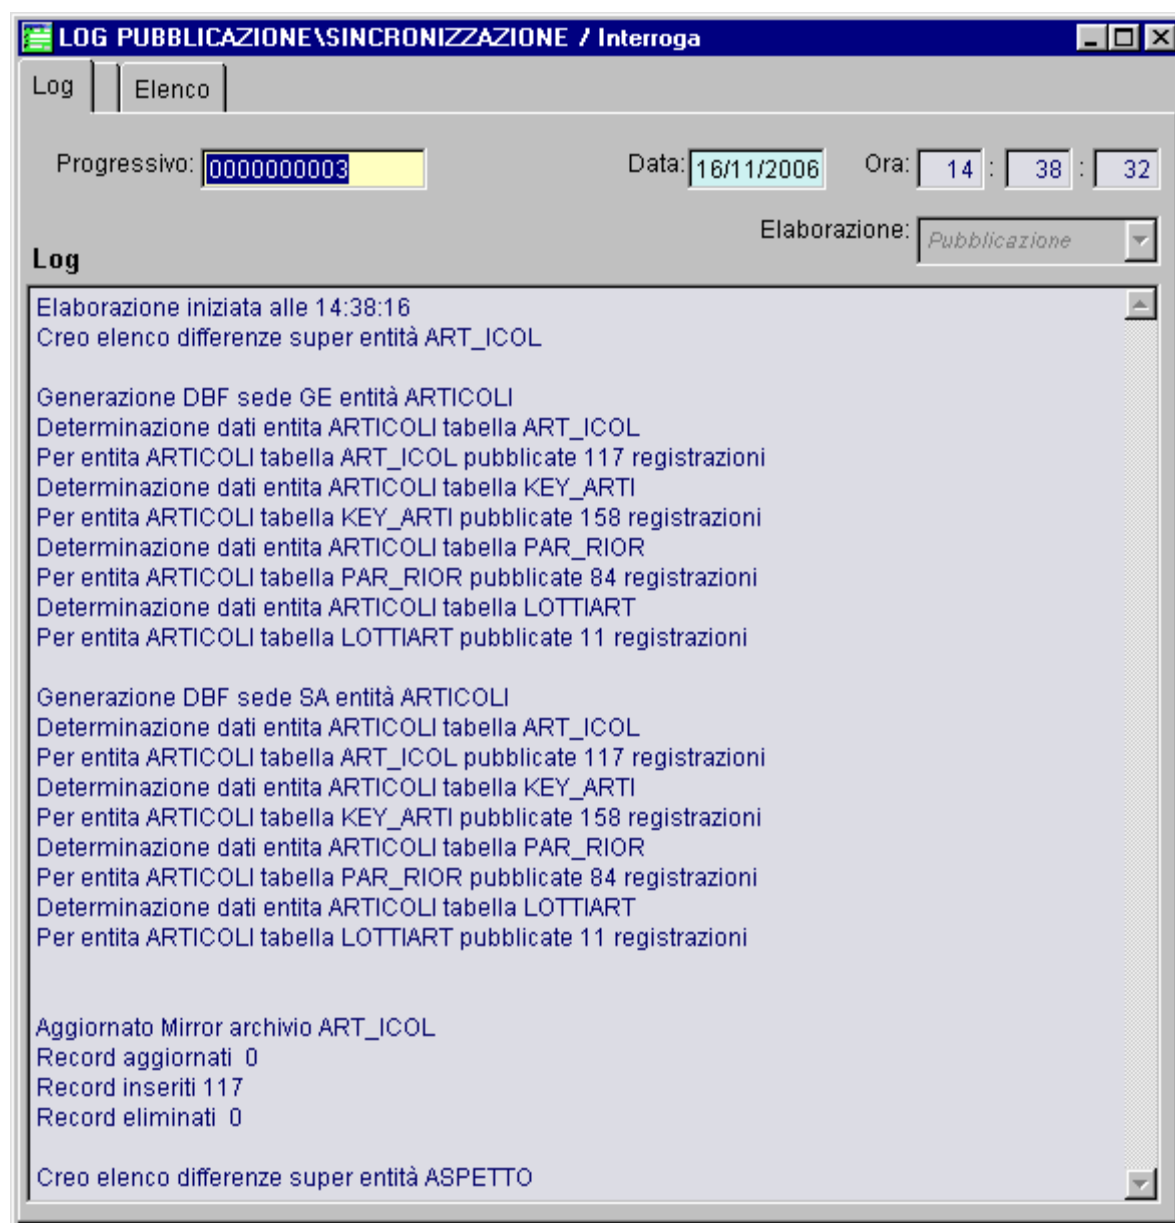 LOG PUBBLICAZIONE\SINCRONIZZAZIONE / Interroga
Log Elenco
Progressivo: 0000000003 Data: 16/11/2006 Ora: 14 : 38 : 32
Elaborazione: Pubblicazione
Log
Elaborazione iniziata alle 14:38:16
Creo elenco differenze super entità ART_ICOL
Generazione DBF sede GE entità ARTICOLI
Determinazione dati entita ARTICOLI tabella ART_ICOL
Per entita ARTICOLI tabella ART_ICOL pubblicate 117 registrazioni
Determinazione dati entita ARTICOLI tabella KEY_ARTI
Per entita ARTICOLI tabella KEY_ARTI pubblicate 158 registrazioni
Determinazione dati entita ARTICOLI tabella PAR_RIOR
Per entita ARTICOLI tabella PAR_RIOR pubblicate 84 registrazioni
Determinazione dati entita ARTICOLI tabella LOTTIART
Per entita ARTICOLI tabella LOTTIART pubblicate 11 registrazioni
Generazione DBF sede SA entità ARTICOLI
Determinazione dati entita ARTICOLI tabella ART_ICOL
Per entita ARTICOLI tabella ART_ICOL pubblicate 117 registrazioni
Determinazione dati entita ARTICOLI tabella KEY_ARTI
Per entita ARTICOLI tabella KEY_ARTI pubblicate 158 registrazioni
Determinazione dati entita ARTICOLI tabella PAR_RIOR
Per entita ARTICOLI tabella PAR_RIOR pubblicate 84 registrazioni
Determinazione dati entita ARTICOLI tabella LOTTIART
Per entita ARTICOLI tabella LOTTIART pubblicate 11 registrazioni
Aggiornato Mirror archivio ART_ICOL
Record aggiornati 0
Record inseriti 117
Record eliminati 0
Creo elenco differenze super entità ASPETTO